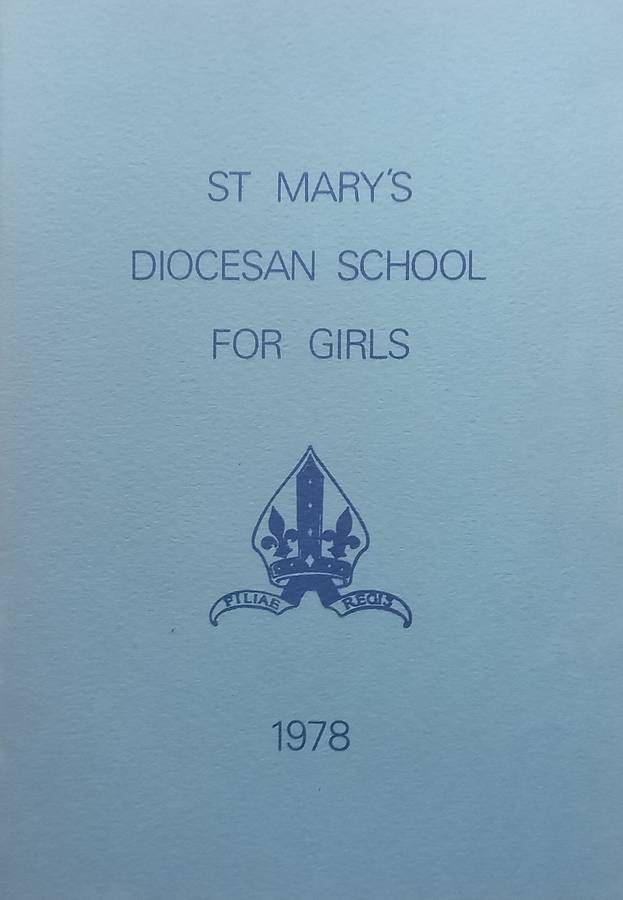 ST MARY'S
DIOCESAN SCHOOL
FOR GIRLS
FILIAE REGIS
1978